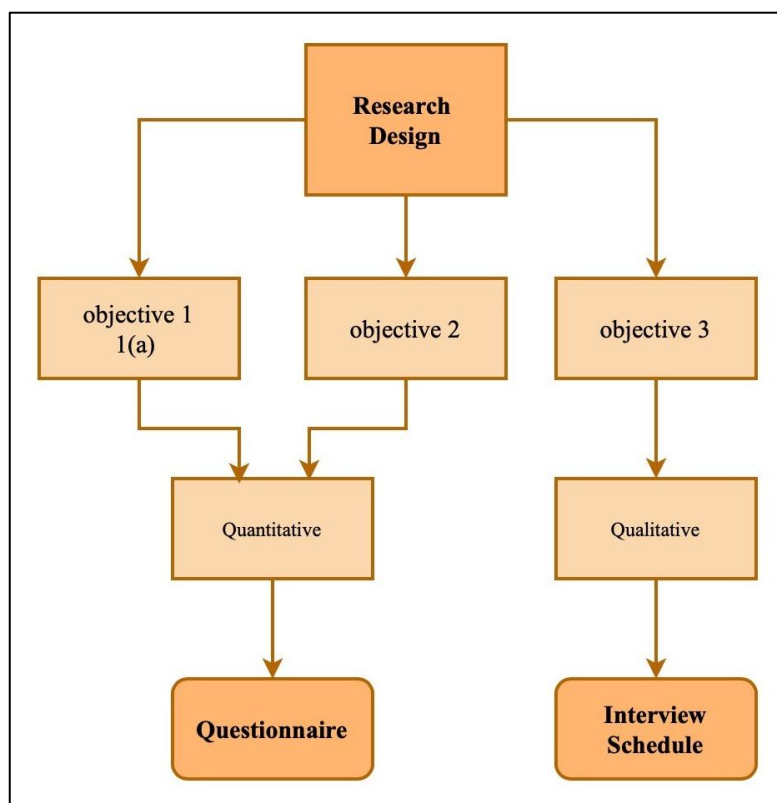 Research
Design
objective 1
1(a)
objective 2
objective 3
Quantitative
Qualitative
Questionnaire
Interview
Schedule